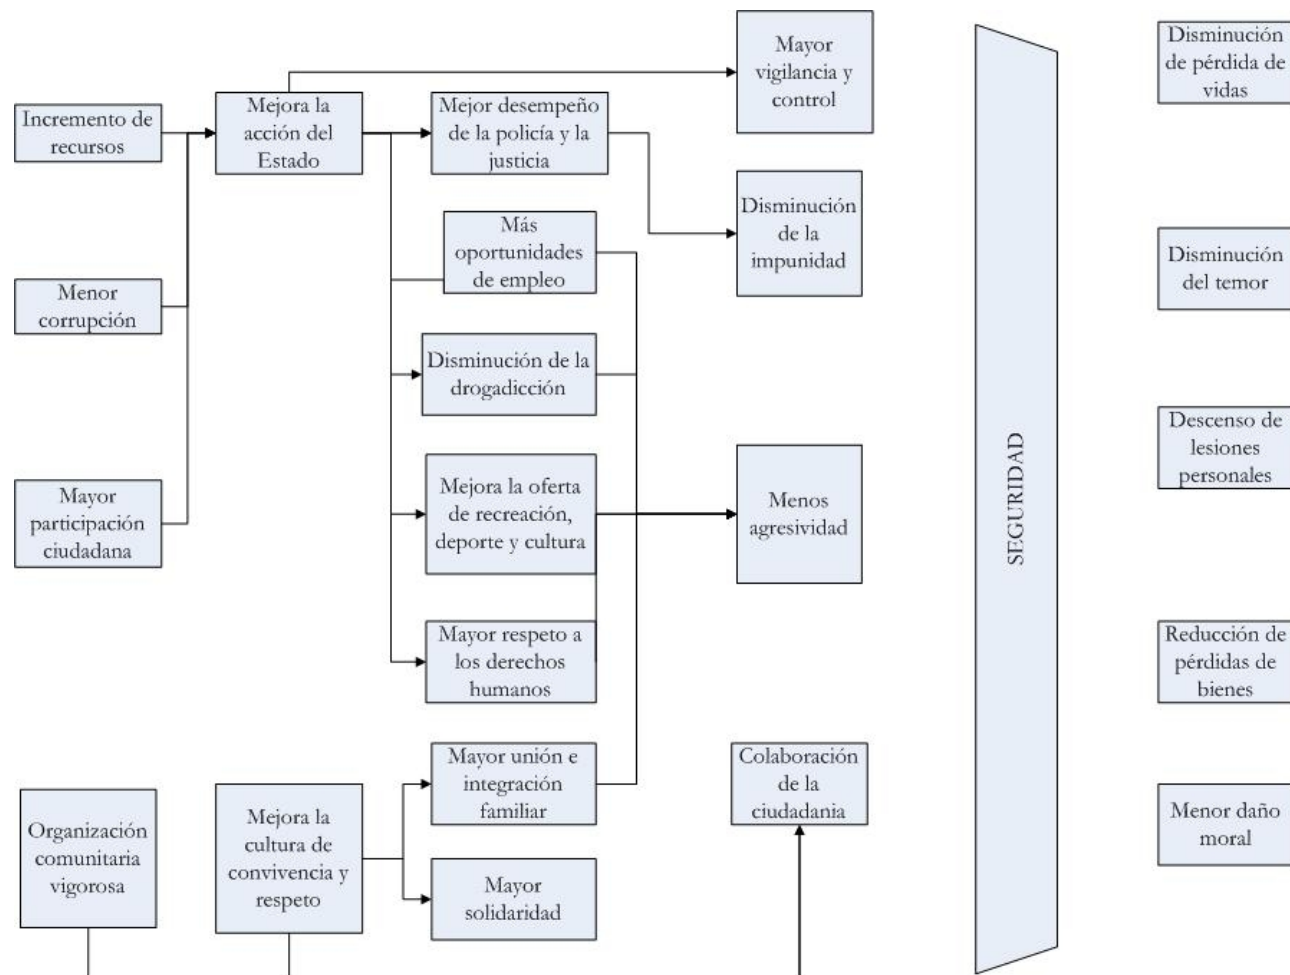 Incremento de
recursos
Menor
corrupción
Mayor
participación
ciudadana
Organización
comunitaria
vigorosa
Mejora la
acción del
Estado
Mejora la
cultura de
convivencia y
respeto
Mejor desempeño
de la policía y la
justicia
Más
oportunidades
de empleo
Disminución de la
drogadicción
Mejora la oferta
de recreación,
deporte y cultura
Mayor respeto a
los derechos
humanos
Mayor unión e
integración
familiar
Mayor
solidaridad
Mayor
vigilancia y
control
Disminución
de la
impunidad
Menos
agresividad
Colaboración
de la
ciudadania
SEGURIDAD
Disminución
de pérdida de
vidas
Disminución
del temor
Descenso de
lesiones
personales
Reducción de
pérdidas de
bienes
Menor daño
moral